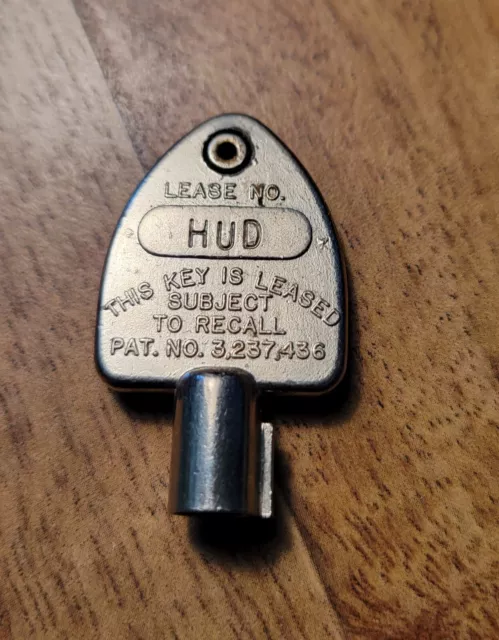 LEASE NO.
HUD
THIS KEY IS LEASED
SUBJECT
TO RECALL
PAT. NO. 3,237,436